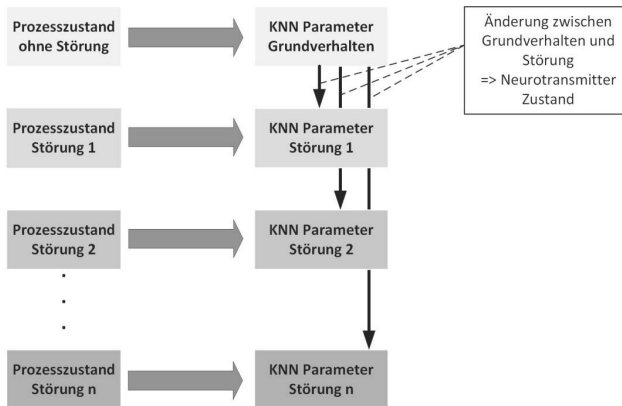 Prozesszustand
ohne Störung
KNN Parameter
Grundverhalten
Änderung zwischen
Grundverhalten und
Störung
=> Neurotransmitter
Zustand
Prozesszustand
Störung 1
KNN Parameter
Störung 1
Prozesszustand
Störung 2
KNN Parameter
Störung 2
Prozesszustand
Störung n
KNN Parameter
Störung n